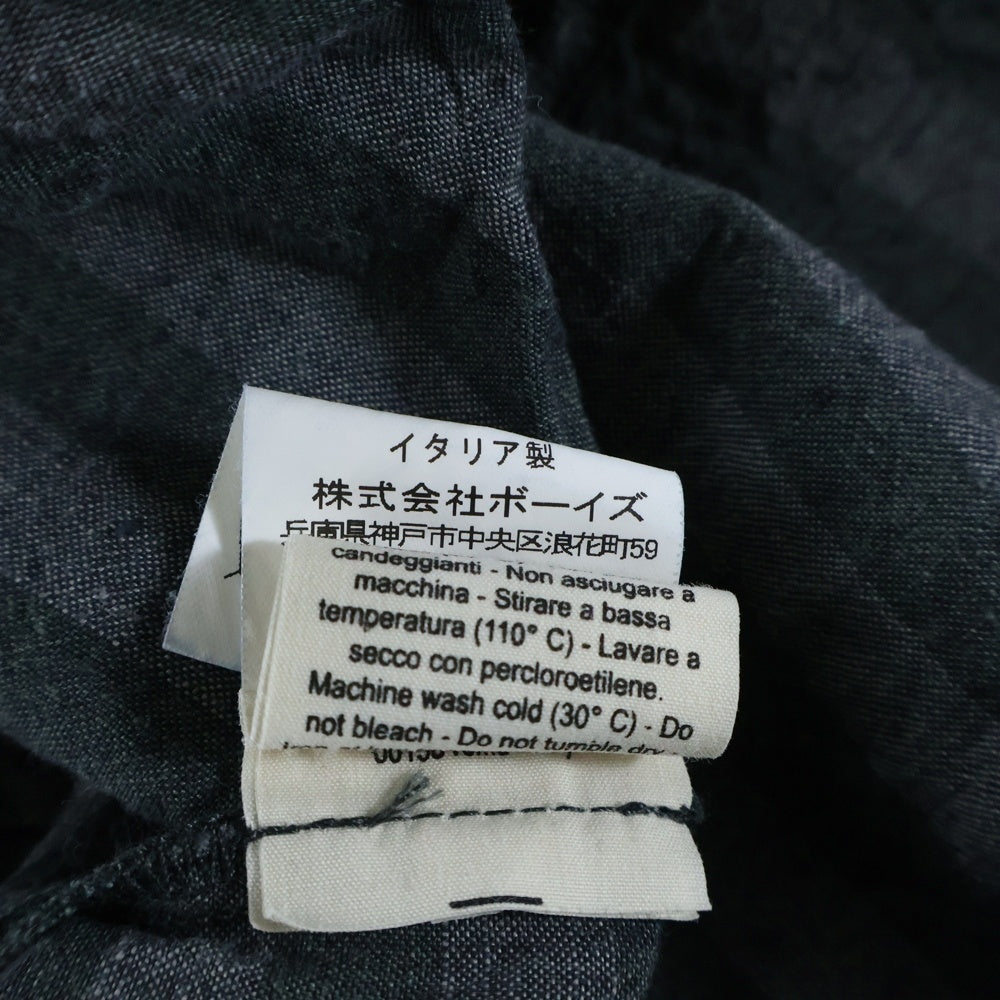 イタリア製
株式会社ボーイズ
兵庫県神戸市中央区浪花町59
candeggianti - Non asciugare a
macchina - Stirare a bassa
temperatura (110° C) - Lavare a
secco con percloroetilene.
Machine wash cold (30° C) - Do
not bleach - Do not tumble dry